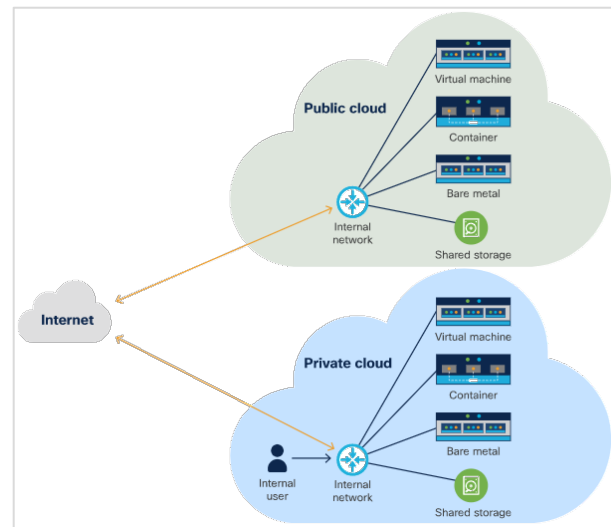 Virtual machine
Public cloud
Container
Bare metal
Internal
network
Shared storage
Internet
Virtual machine
Private cloud
Container
Bare metal
Internal
user
Internal
network
Shared storage